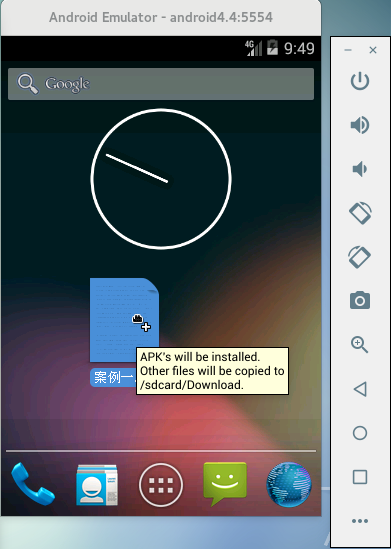 Android Emulator - android4.4:5554
4G 9:49
Google
APK's will be installed.
Other files will be copied to
/sdcard/Download.
案例一